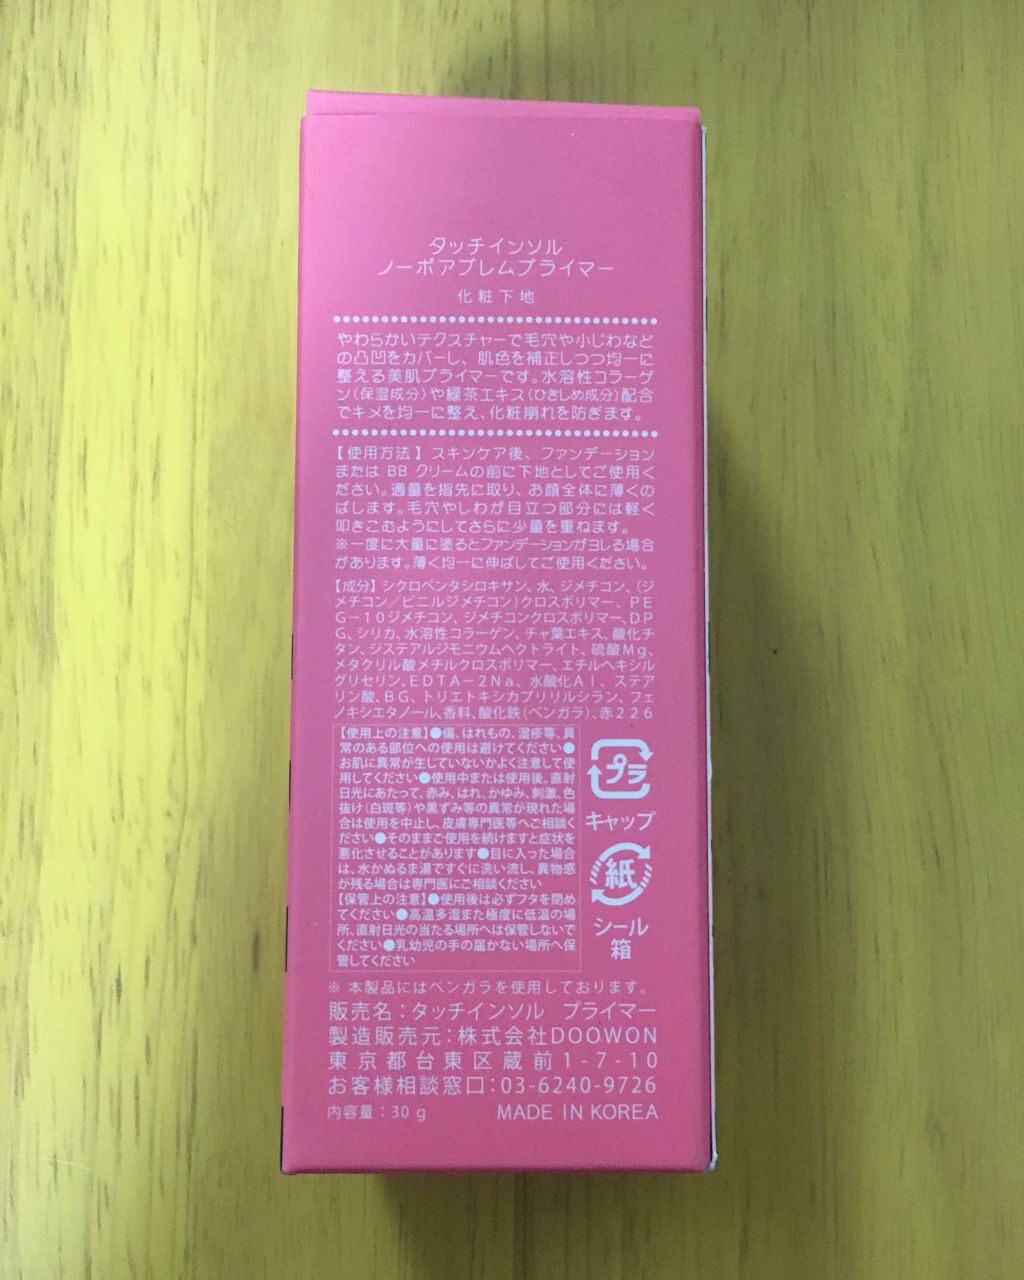 タッチインソル
ノーポアブレムプライマー
化粧下地
やわらかいテクスチャーで毛穴や小じわなど
の凸凹をカバーし、肌色を補正しつつ均一に
整える美肌プライマーです。水溶性コラーゲ
ン(保湿成分)や緑茶エキス(ひきしめ成分)配合
でキメを均一に整え、化粧崩れを防ぎます。
【使用方法】スキンケア後、ファンデーション
または BB クリームの前に下地としてご使用く
ださい。適量を指先に取り、お顔全体に薄くの
ばします。毛穴やしわが目立つ部分には軽く
叩きこむようにしてさらに少量を重ねます。
※一度に大量に塗るとファンデーションがヨレる場合
があります。薄く均一に伸ばしてご使用ください。
【成分】シクロペンタシロキサン、水、ジメチコン、(ジ
メチコン/ビニルジメチコン)クロスポリマー、PE
G-10ジメチコン、ジメチコンクロスポリマー、DP
G、シリカ、水溶性コラーゲン、チャ葉エキス、酸化チ
タン、ジステアルジモニウムヘクトライト、硫酸Mg、
メタクリル酸メチルクロスポリマー、エチルヘキシル
グリセリン、EDTA-2Na、水酸化Al、ステア
リン酸、BG、トリエトキシカプリリルシラン、フェ
ノキシエタノール、香料、酸化鉄(ベンガラ)、赤226
【使用上の注意】●傷、はれもの、湿疹等、異
常のある部位への使用は避けてください●
お肌に異常が生じていないかよく注意して使
用してください●使用中または使用後、直射
日光にあたって、赤み、はれ、かゆみ、刺激、色
抜け(白斑等)や黒ずみ等の異常が現れた場
合は使用を中止し、皮膚専門医等へご相談く
ださい●そのままご使用を続けますと症状を
悪化させることがあります●目に入った場合
は、水かぬるま湯ですぐに洗い流し、異物感
が残る場合は専門医にご相談ください
【保管上の注意】●使用後は必ずフタを閉め
てください●高温多湿また極度に低温の場
所、直射日光の当たる場所へは保管しないで
ください●乳幼児の手の届かない場所へ保
管してください
プラ
キャップ
紙
シール
箱
※ 本製品にはベンガラを使用しております。
販売名：タッチインソル　プライマー
製造販売元：株式会社DOOWON
東京都台東区蔵前1-7-10
お客様相談窓口：03-6240-9726
内容量：30 g
MADE IN KOREA